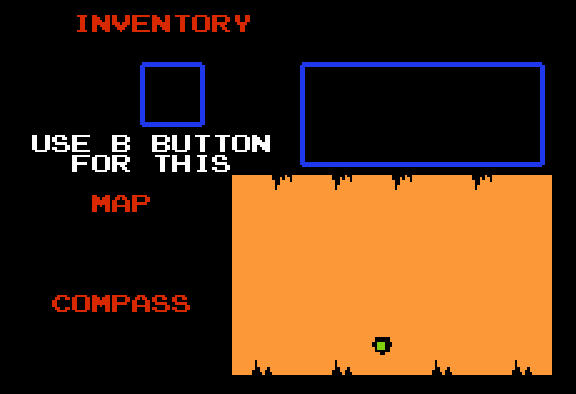 INVENTORY
USE B BUTTON
FOR THIS
MAP
COMPASS